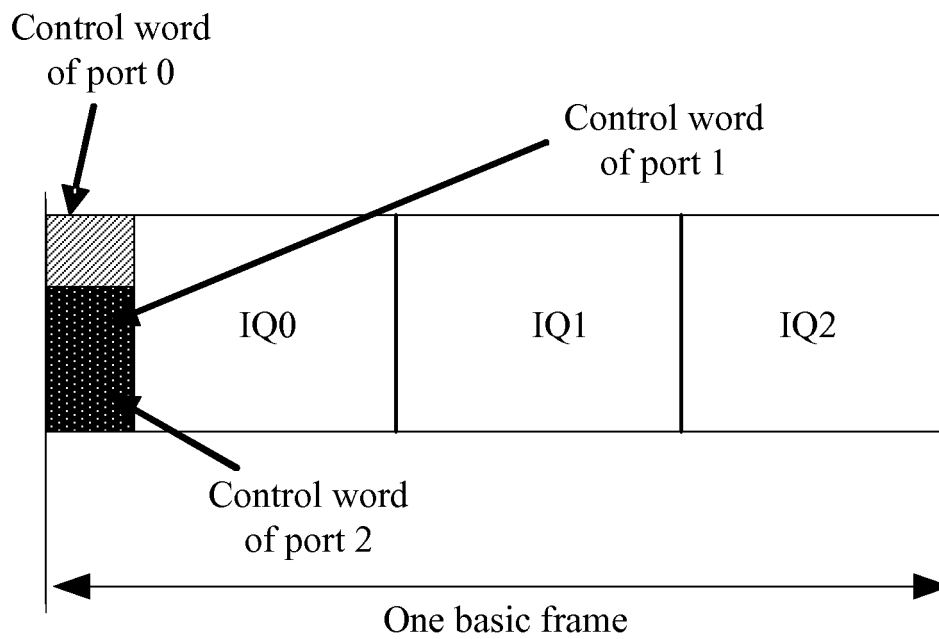 Control word
of port 0
Control word
of port 1
IQ0
IQ1
IQ2
Control word
of port 2
One basic frame